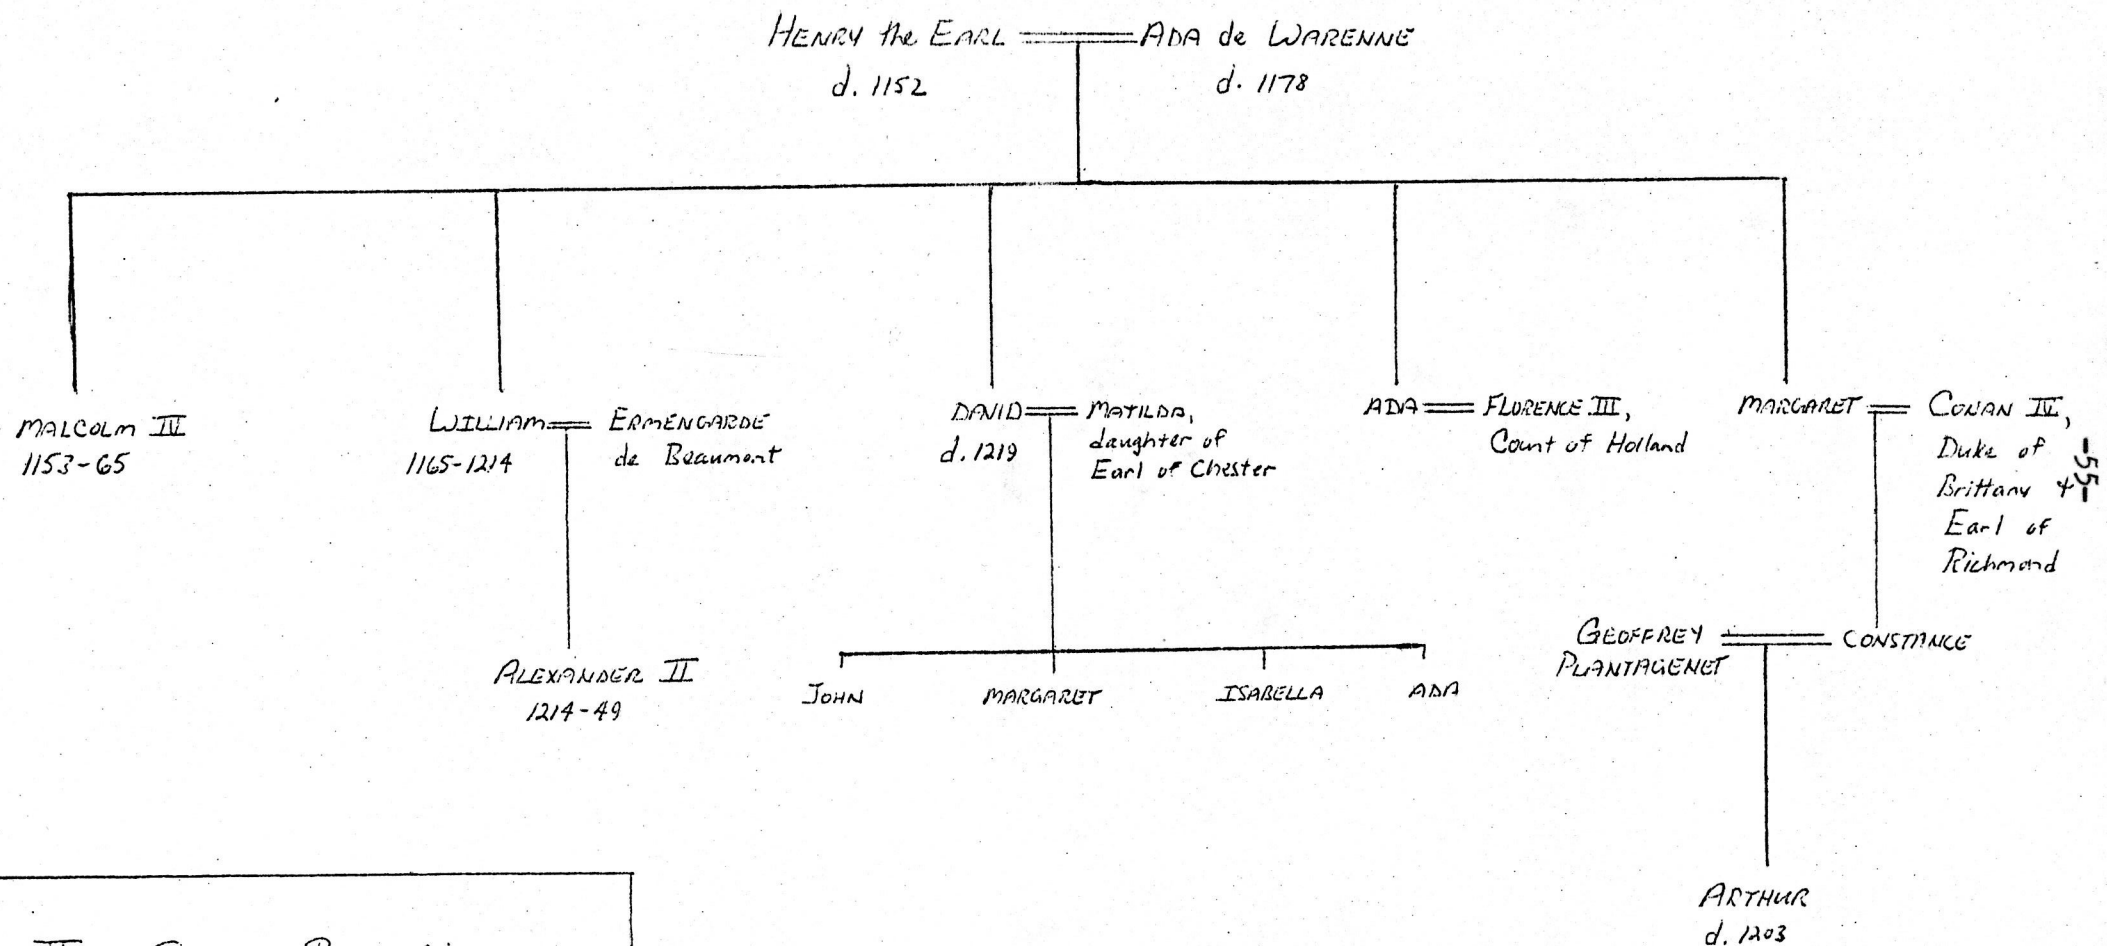 HENRY the EARL ADA de WARENNE
d. 1152 d. 1178
MALCOLM IV
1153-65
WILLIAM ERMENGARDE
1165-1214 de Beaumont
DAVID MATILDA,
d. 1219 daughter of
Earl of Chester
ADA FLORENCE III,
Count of Holland
MARGARET CONAN IV,
Duke of
Brittany &
Earl of
Richmond
-55-
ALEXANDER II
1214-49
JOHN MARGARET ISABELLA ADA
GEOFFREY CONSTANCE
PLANTAGENET
ARTHUR
d. 1203